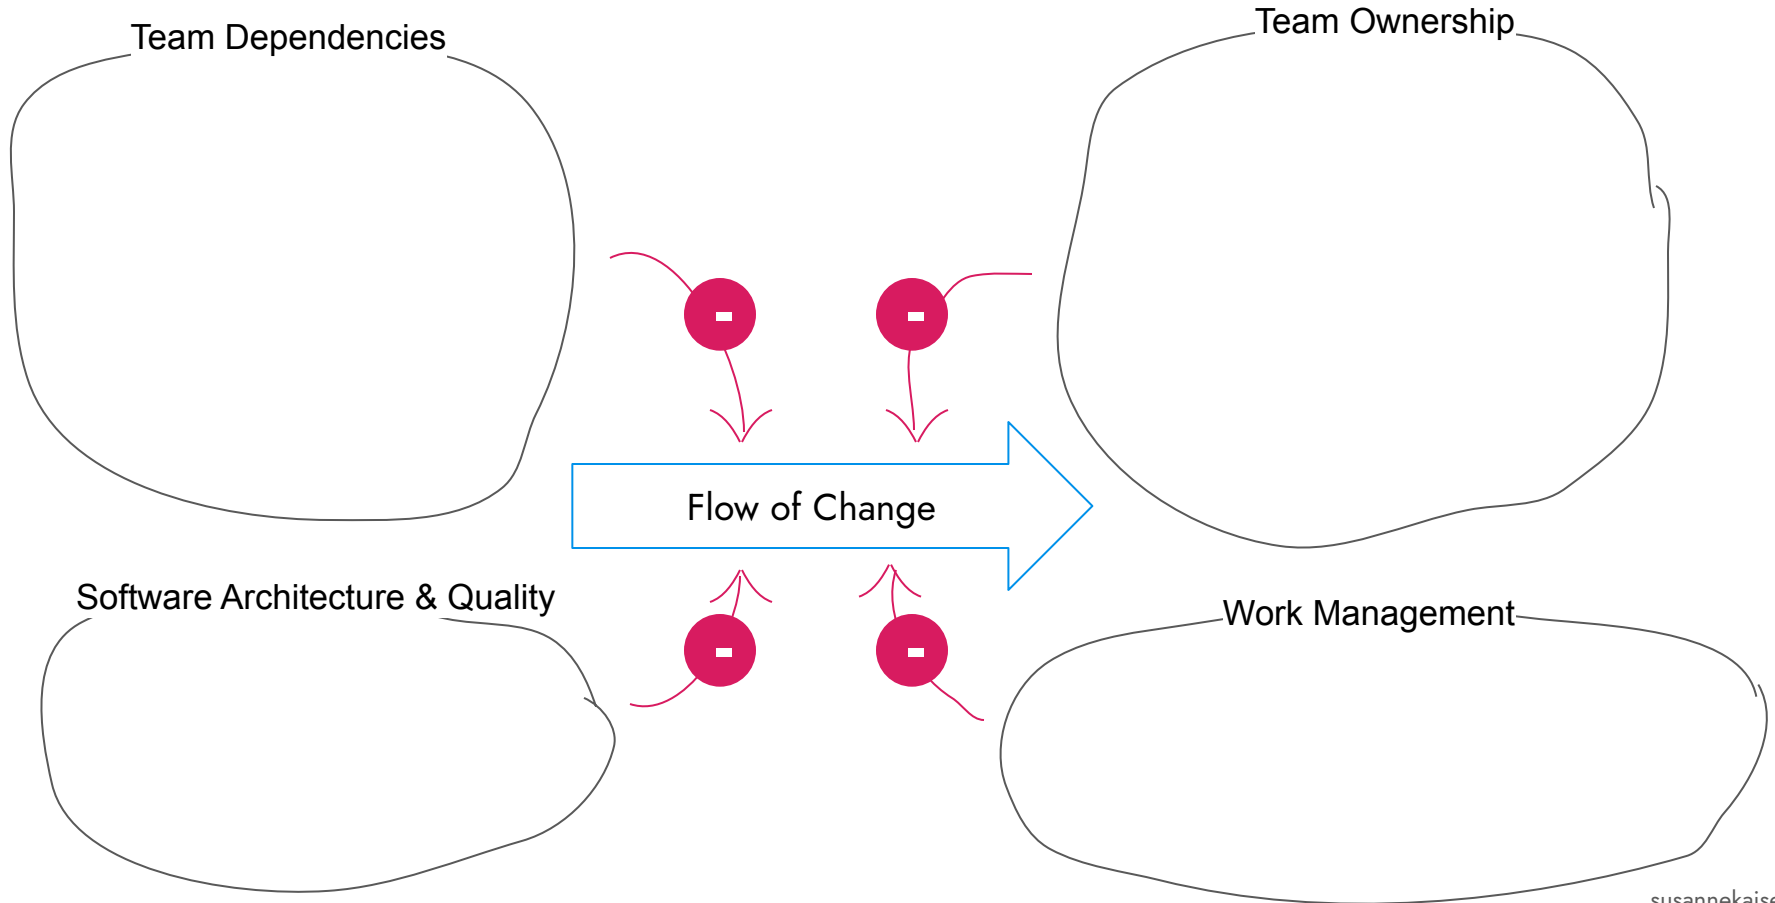 Team Dependencies
Team Ownership
-
-
Flow of Change
Software Architecture & Quality
Work Management
-
-